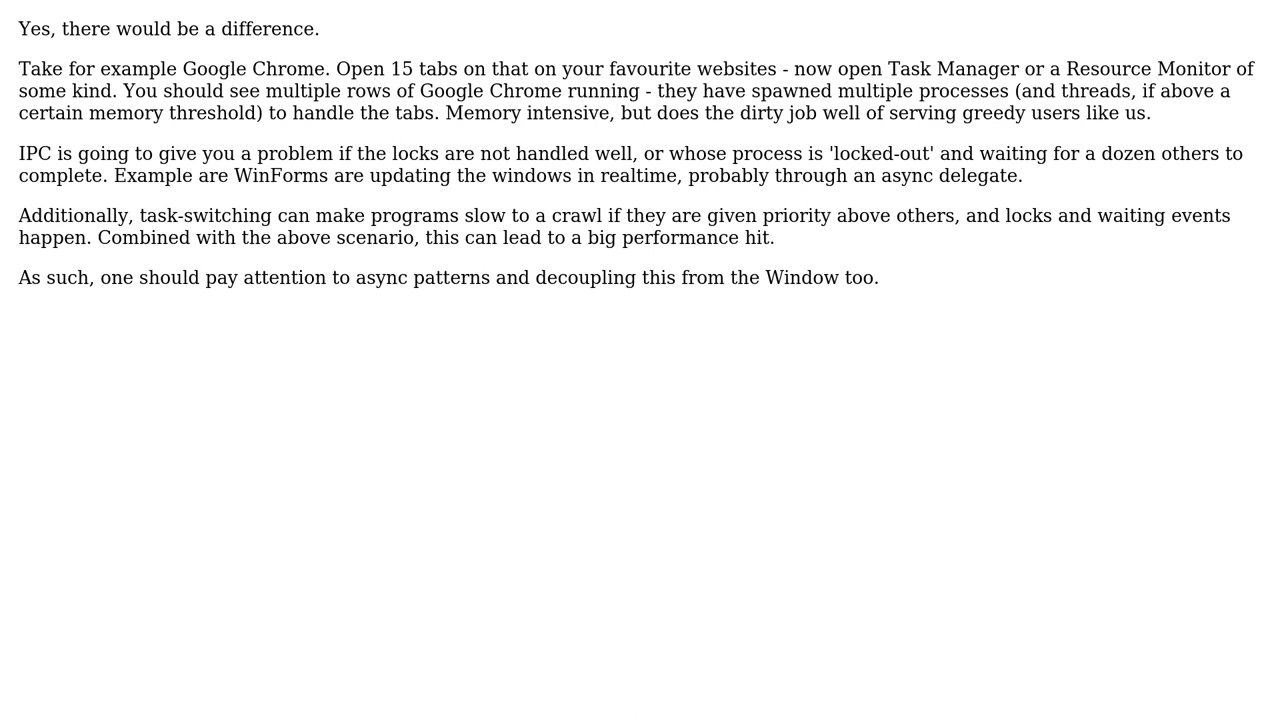 Yes, there would be a difference.
Take for example Google Chrome. Open 15 tabs on that on your favourite websites - now open Task Manager or a Resource Monitor of
some kind. You should see multiple rows of Google Chrome running - they have spawned multiple processes (and threads, if above a
certain memory threshold) to handle the tabs. Memory intensive, but does the dirty job well of serving greedy users like us.
IPC is going to give you a problem if the locks are not handled well, or whose process is 'locked-out' and waiting for a dozen others to
complete. Example are WinForms are updating the windows in realtime, probably through an async delegate.
Additionally, task-switching can make programs slow to a crawl if they are given priority above others, and locks and waiting events
happen. Combined with the above scenario, this can lead to a big performance hit.
As such, one should pay attention to async patterns and decoupling this from the Window too.